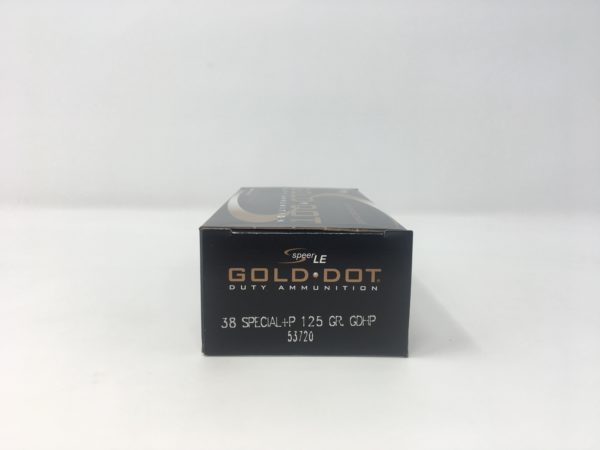 speer LE
GOLD DOT®
DUTY AMMUNITION
38 SPECIAL+P 125 GR. GDHP
53720